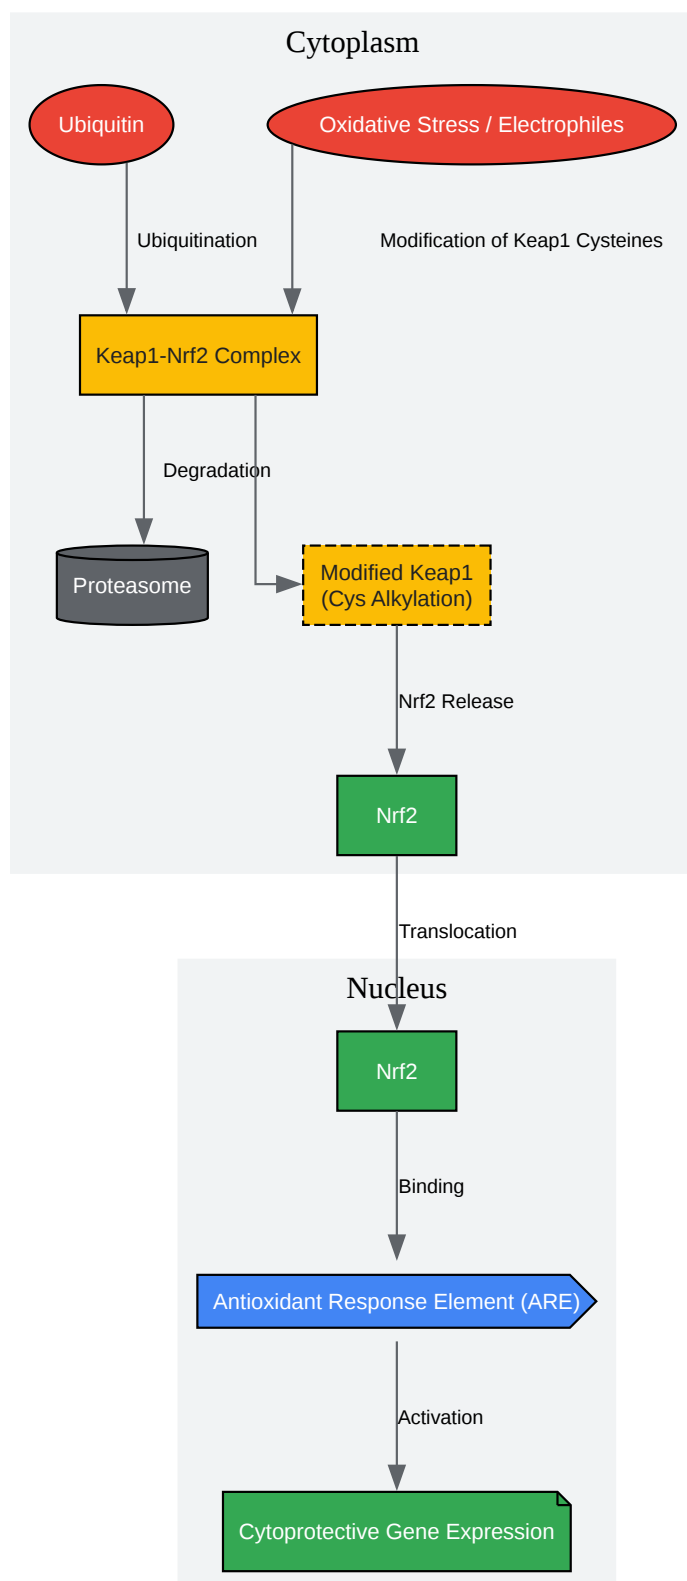 Cytoplasm
Ubiquitin
Oxidative Stress / Electrophiles
Ubiquitination
Modification of Keap1 Cysteines
Keap1-Nrf2 Complex
Degradation
Proteasome
Modified Keap1
(Cys Alkylation)
Nrf2 Release
Nrf2
Translocation
Nucleus
Nrf2
Binding
Antioxidant Response Element (ARE)
Activation
Cytoprotective Gene Expression